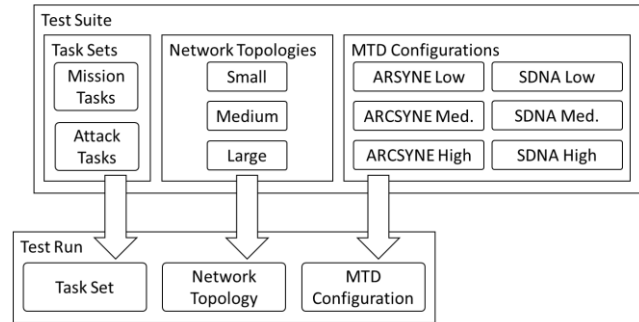 Test Suite
Task Sets
Mission
Tasks
Attack
Tasks
Network Topologies
Small
Medium
Large
MTD Configurations
ARSYNE Low
SDNA Low
ARCSYNE Med.
SDNA Med.
ARCSYNE High
SDNA High
Test Run
Task Set
Network
Topology
MTD
Configuration